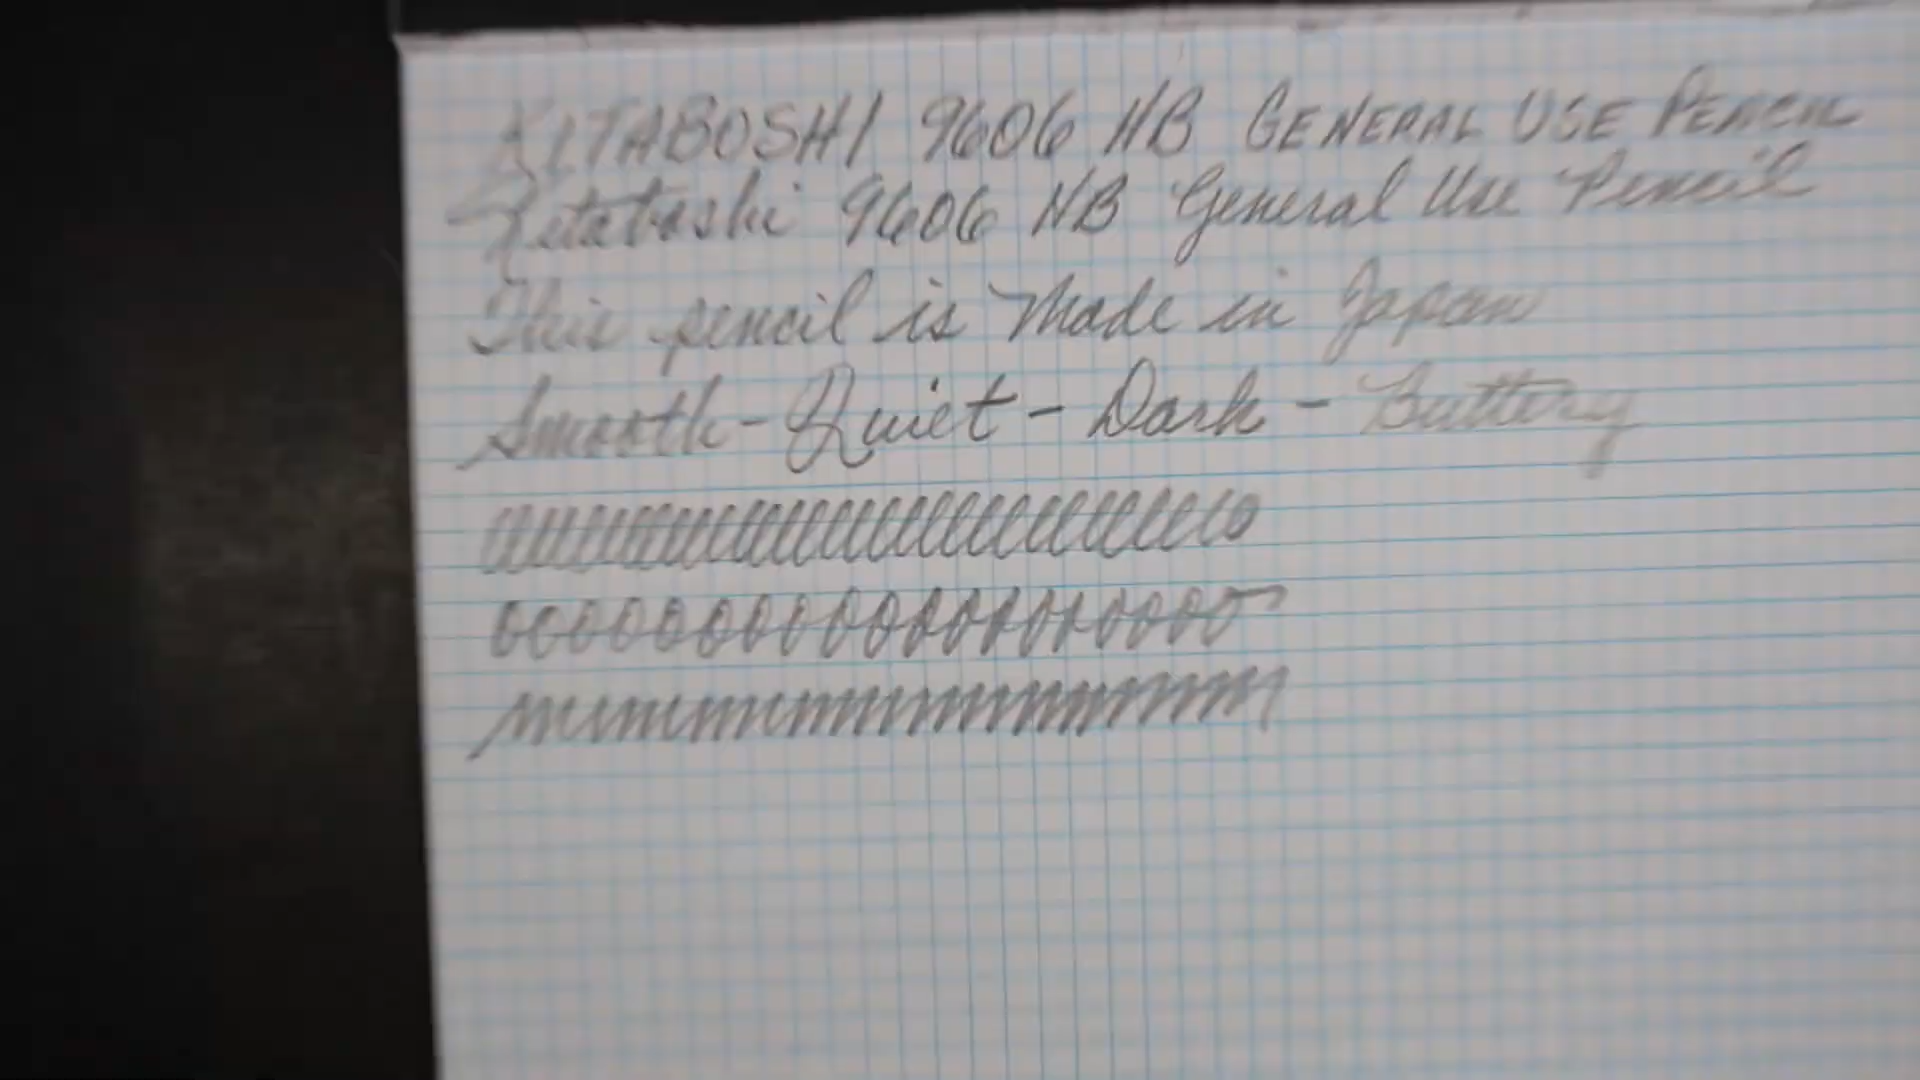 KITABOSHI 9606 HB GENERAL USE PENCIL
Kitaboshi 9606 HB General Use Pencil
This pencil is Made in Japan
Smooth - Quiet - Dark - Buttery